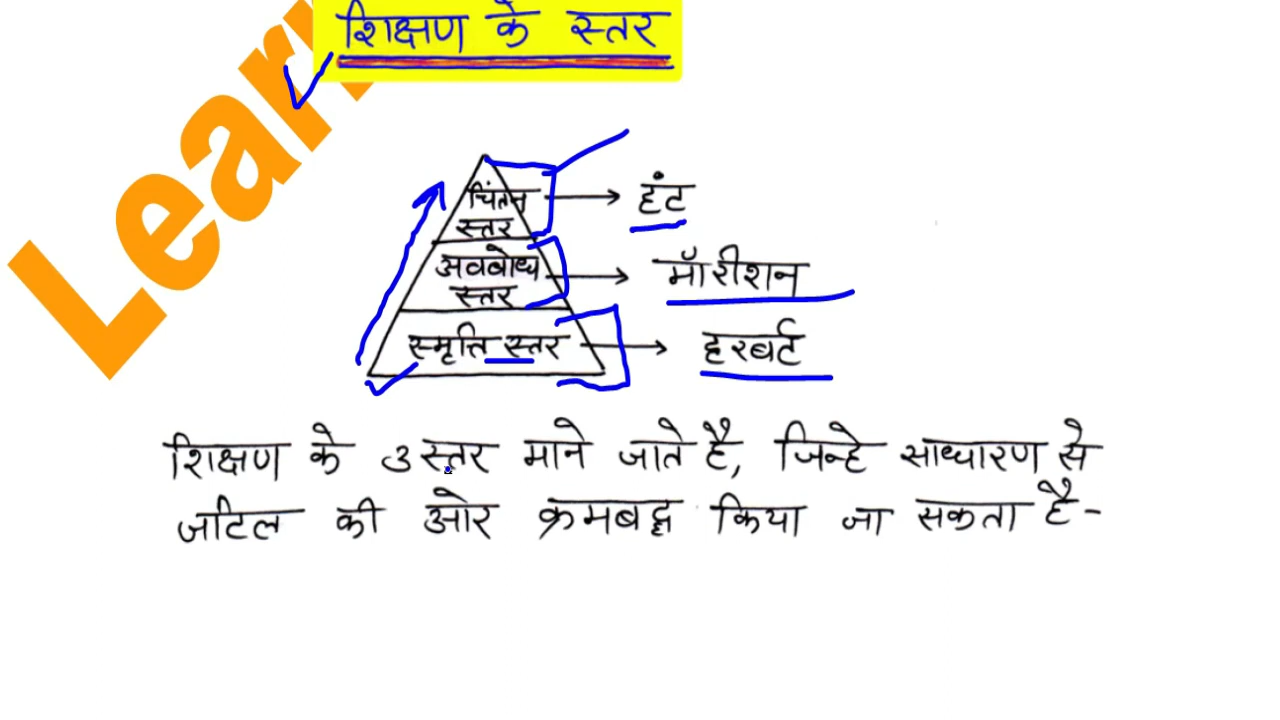 शिक्षण के स्तर
Lear
चिंतन
स्तर
हंट
अवबोध
स्तर
मॉरीशन
स्मृति स्तर
हरबर्ट
शिक्षण के 3 स्तर माने जाते है, जिन्हे साधारण से
जटिल की ओर क्रमबद्ध किया जा सकता है-